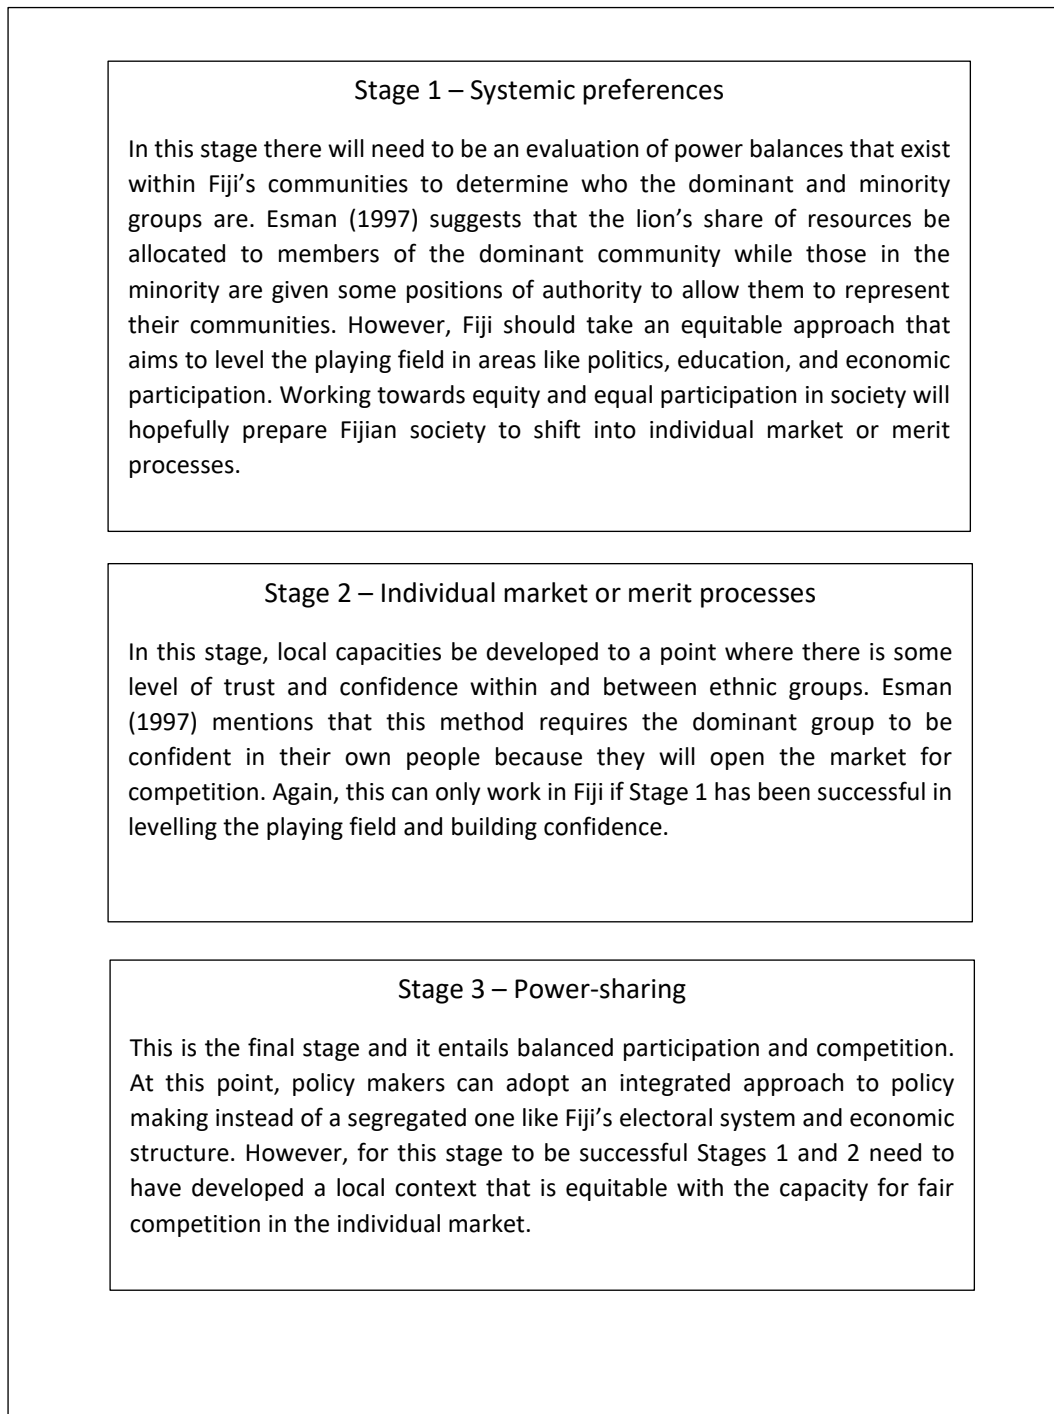 Stage 1 – Systemic preferences
In this stage there will need to be an evaluation of power balances that exist
within Fiji’s communities to determine who the dominant and minority
groups are. Esman (1997) suggests that the lion’s share of resources be
allocated to members of the dominant community while those in the
minority are given some positions of authority to allow them to represent
their communities. However, Fiji should take an equitable approach that
aims to level the playing field in areas like politics, education, and economic
participation. Working towards equity and equal participation in society will
hopefully prepare Fijian society to shift into individual market or merit
processes.
Stage 2 – Individual market or merit processes
In this stage, local capacities be developed to a point where there is some
level of trust and confidence within and between ethnic groups. Esman
(1997) mentions that this method requires the dominant group to be
confident in their own people because they will open the market for
competition. Again, this can only work in Fiji if Stage 1 has been successful in
levelling the playing field and building confidence.
Stage 3 – Power-sharing
This is the final stage and it entails balanced participation and competition.
At this point, policy makers can adopt an integrated approach to policy
making instead of a segregated one like Fiji’s electoral system and economic
structure. However, for this stage to be successful Stages 1 and 2 need to
have developed a local context that is equitable with the capacity for fair
competition in the individual market.